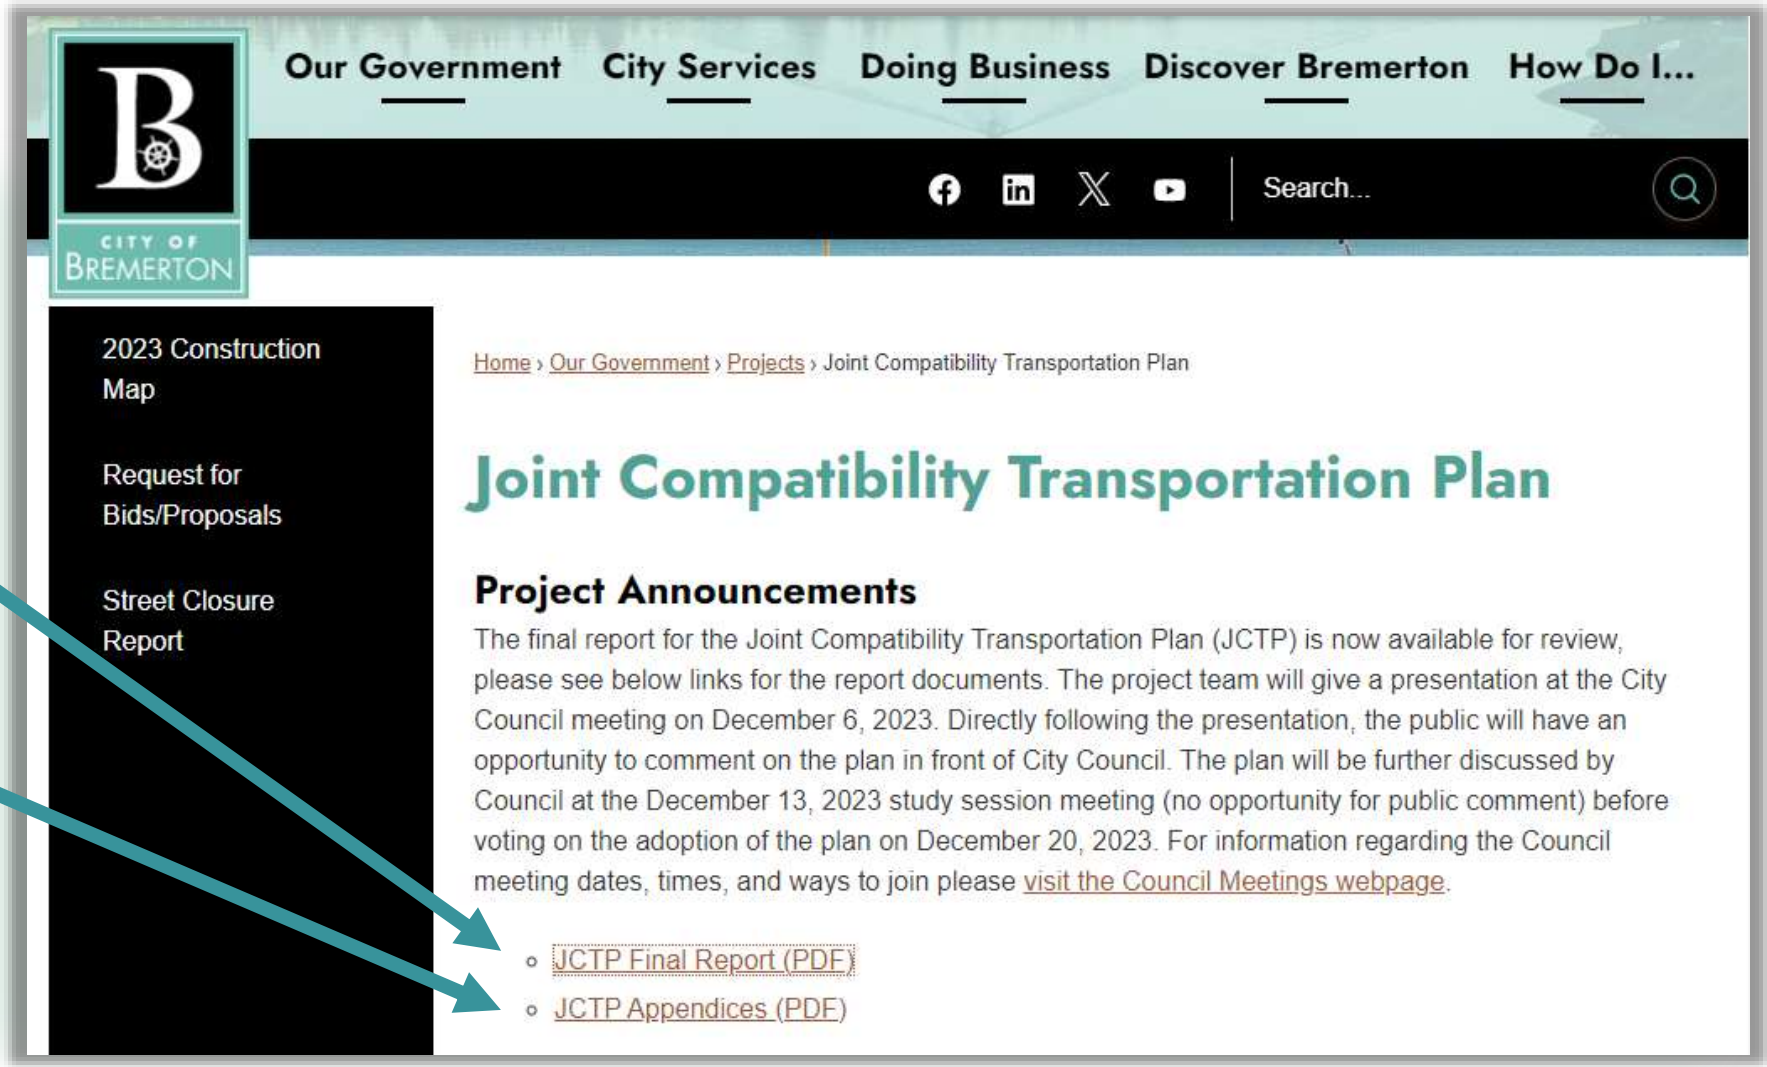 Our Government City Services Doing Business Discover Bremerton How Do I...
B
CITY OF
BREMERTON
Search...
2023 Construction
Map
Request for
Bids/Proposals
Street Closure
Report
Home › Our Government › Projects › Joint Compatibility Transportation Plan
Joint Compatibility Transportation Plan
Project Announcements
The final report for the Joint Compatibility Transportation Plan (JCTP) is now available for review,
please see below links for the report documents. The project team will give a presentation at the City
Council meeting on December 6, 2023. Directly following the presentation, the public will have an
opportunity to comment on the plan in front of City Council. The plan will be further discussed by
Council at the December 13, 2023 study session meeting (no opportunity for public comment) before
voting on the adoption of the plan on December 20, 2023. For information regarding the Council
meeting dates, times, and ways to join please visit the Council Meetings webpage.
JCTP Final Report (PDF)
JCTP Appendices (PDF)